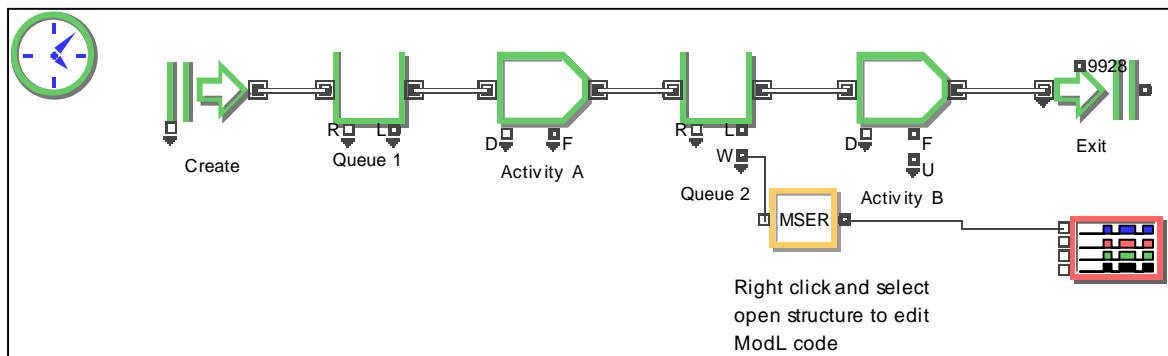 9928
R
L
D
F
R
L
D
F
Create
Queue 1
Activity A
W
U
Exit
Queue 2
Activity B
MSER
Right click and select
open structure to edit
ModL code